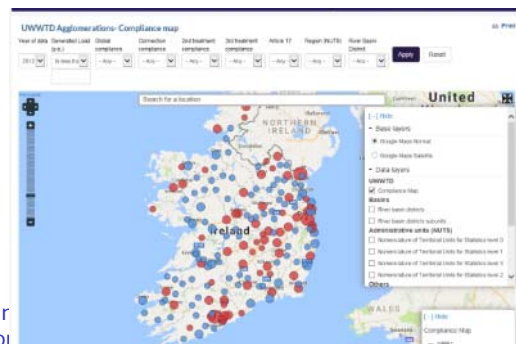 UWWTD Agglomerations- Compliance map
Year of data
Generated Load (p.e.)
Global compliance
Connection compliance
2nd treatment compliance
3rd treatment compliance
Article 17
Region (NUTS)
River Basin District
2012
- Any -
- Any -
- Any -
- Any -
- Any -
- Any -
- Any -
Apply
Reset
Search for a location
United
NORTHERN IRELAND
Ireland
WALES
[-] Hide
Base layers
Google Maps Normal
Google Maps Satellite
Data layers
UWWTD
Compliance Map
Basins
River basin districts
River basin districts subunits
Administrative units (NUTS)
Nomenclature of Territorial Units for Statistics level 0
Nomenclature of Territorial Units for Statistics level 1
Nomenclature of Territorial Units for Statistics level 2
Others
[-] Hide
Compliance Map